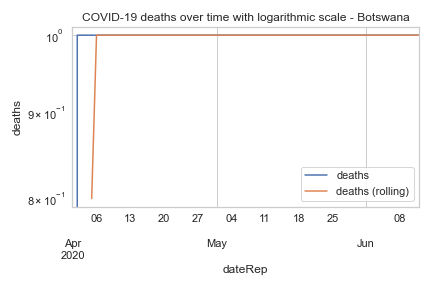 COVID-19 deaths over time with logarithmic scale - Botswana
10⁰
9 × 10⁻¹
8 × 10⁻¹
deaths
deaths
deaths (rolling)
06 13 20 27 04 11 18 25 08
Apr May Jun
2020
dateRep